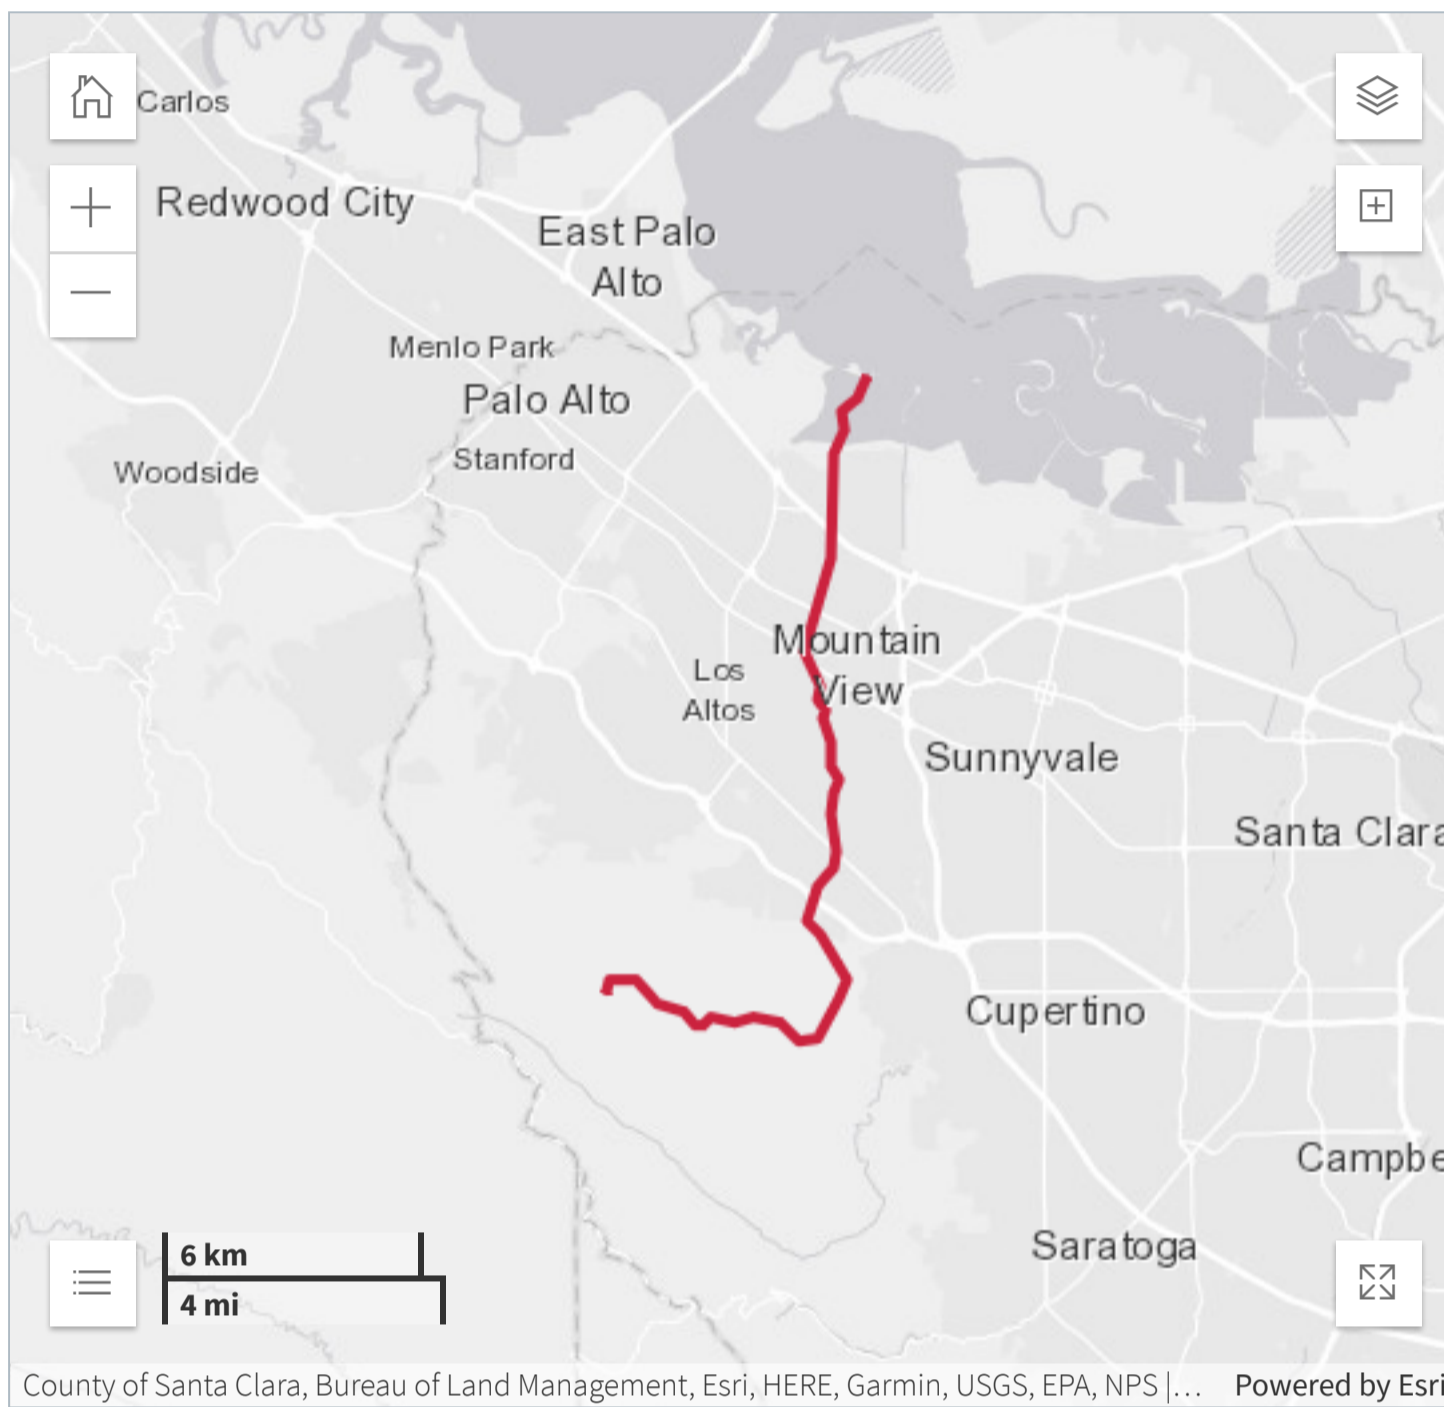 Carlos
Redwood City
East Palo
Alto
Menlo Park
Palo Alto
Stanford
Woodside
Mountain
View
Los
Altos
Sunnyvale
Santa Clara
Cupertino
Campbe
Saratoga
6 km
4 mi
County of Santa Clara, Bureau of Land Management, Esri, HERE, Garmin, USGS, EPA, NPS |… Powered by Esri